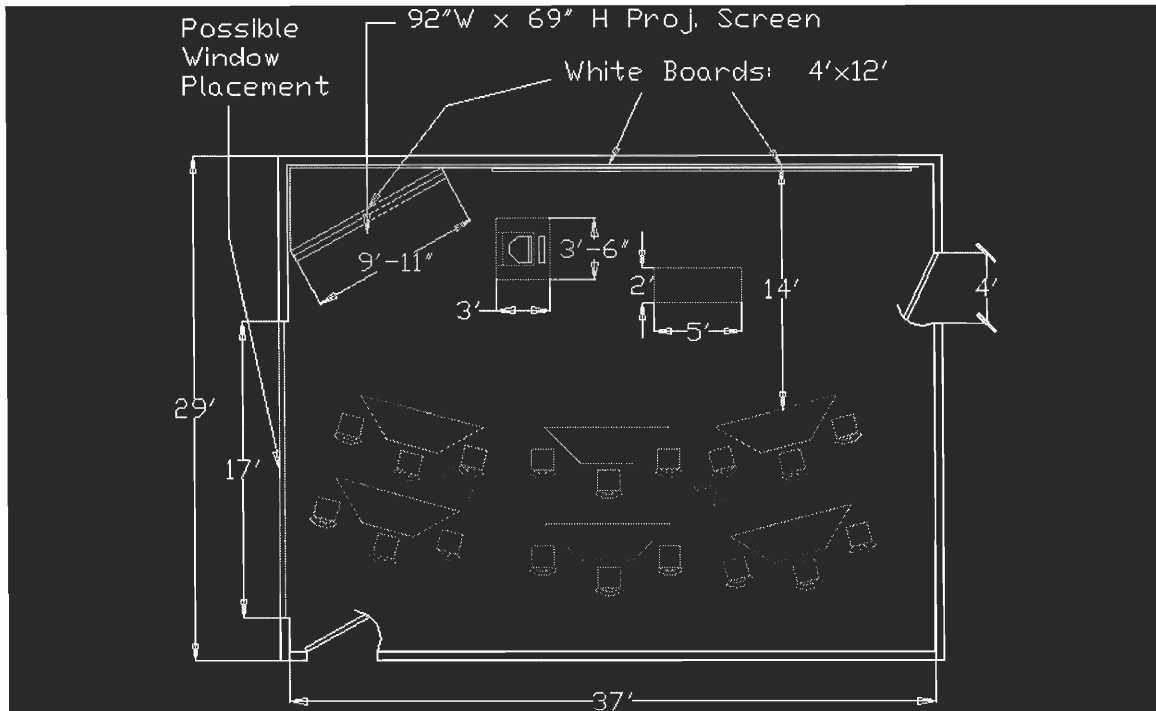 92"W x 69" H Proj. Screen
Possible
Window
Placement
White Boards: 4'x12'
9'-11"
3'-6"
3'
2'
5'
14'
4'
29'
17'
37'